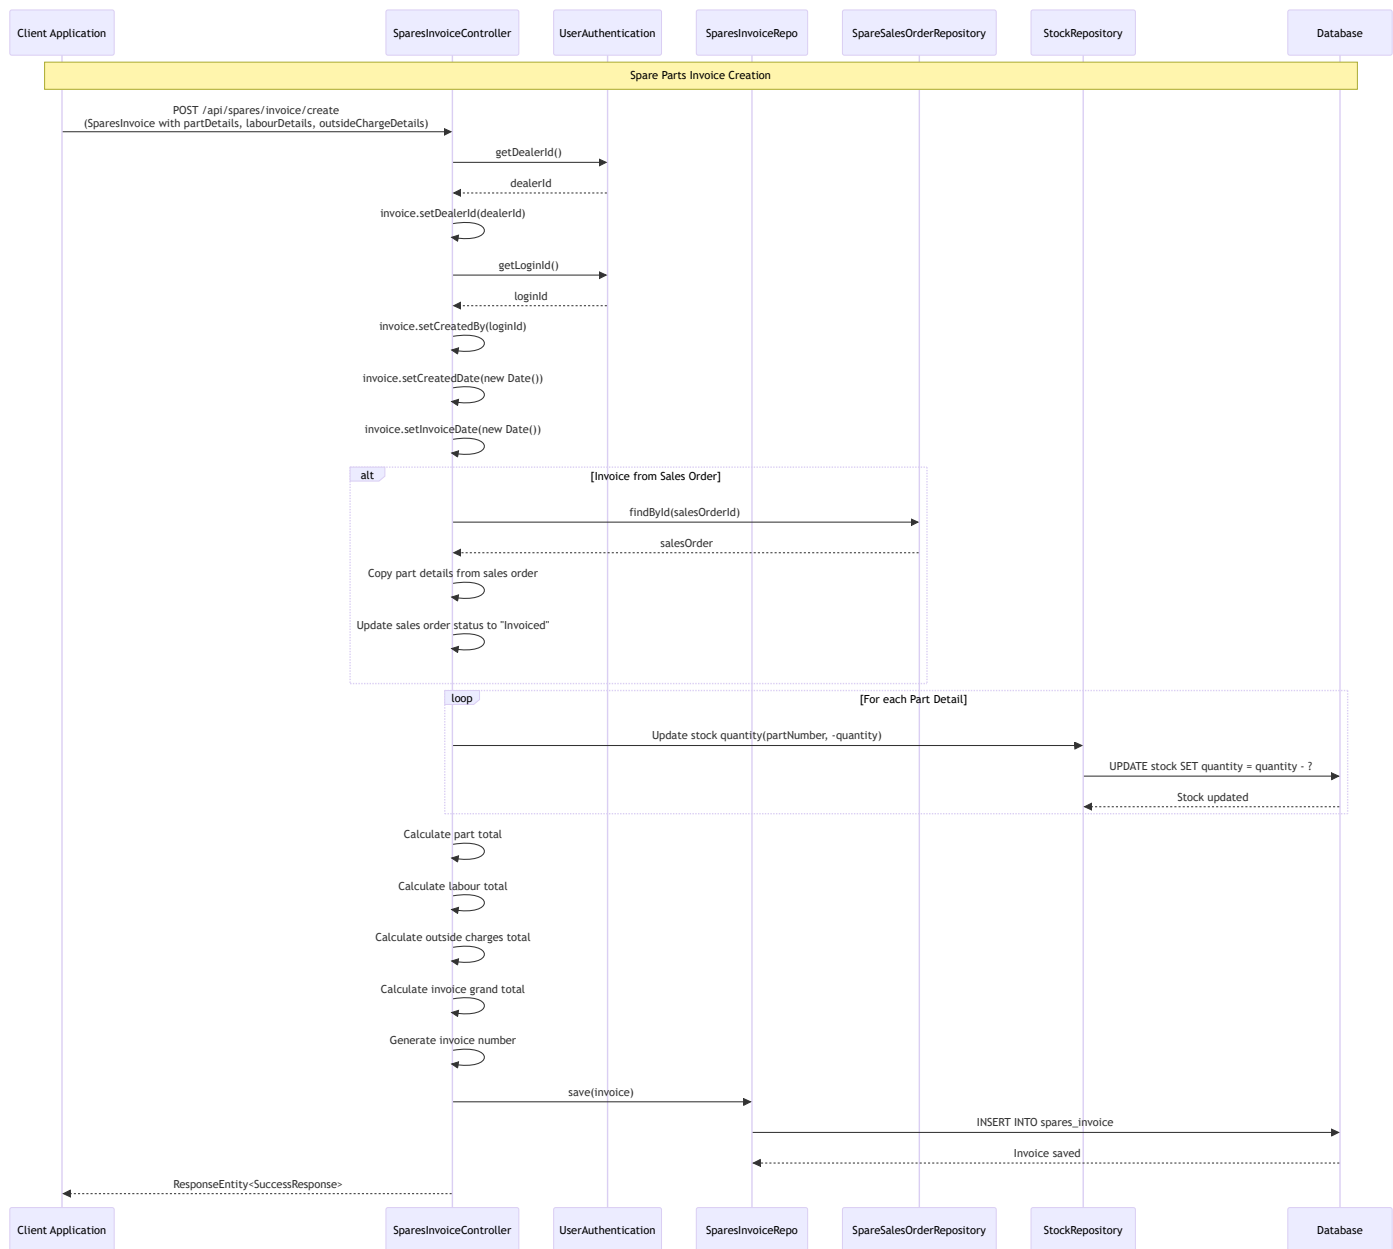 Client Application
SparesInvoiceController
UserAuthentication
SparesInvoiceRepo
SpareSalesOrderRepository
StockRepository
Database
Spare Parts Invoice Creation
POST /api/spares/invoice/create
(SparesInvoice with partDetails, labourDetails, outsideChargeDetails)
getDealerId()
dealerId
invoice.setDealerId(dealerId)
getLoginId()
loginId
invoice.setCreatedBy(loginId)
invoice.setCreatedDate(new Date())
invoice.setInvoiceDate(new Date())
alt
[Invoice from Sales Order]
findById(salesOrderId)
salesOrder
Copy part details from sales order
Update sales order status to "Invoiced"
loop
[For each Part Detail]
Update stock quantity(partNumber, -quantity)
UPDATE stock SET quantity = quantity - ?
Stock updated
Calculate part total
Calculate labour total
Calculate outside charges total
Calculate invoice grand total
Generate invoice number
save(invoice)
INSERT INTO spares_invoice
Invoice saved
ResponseEntity<SuccessResponse>
Client Application
SparesInvoiceController
UserAuthentication
SparesInvoiceRepo
SpareSalesOrderRepository
StockRepository
Database